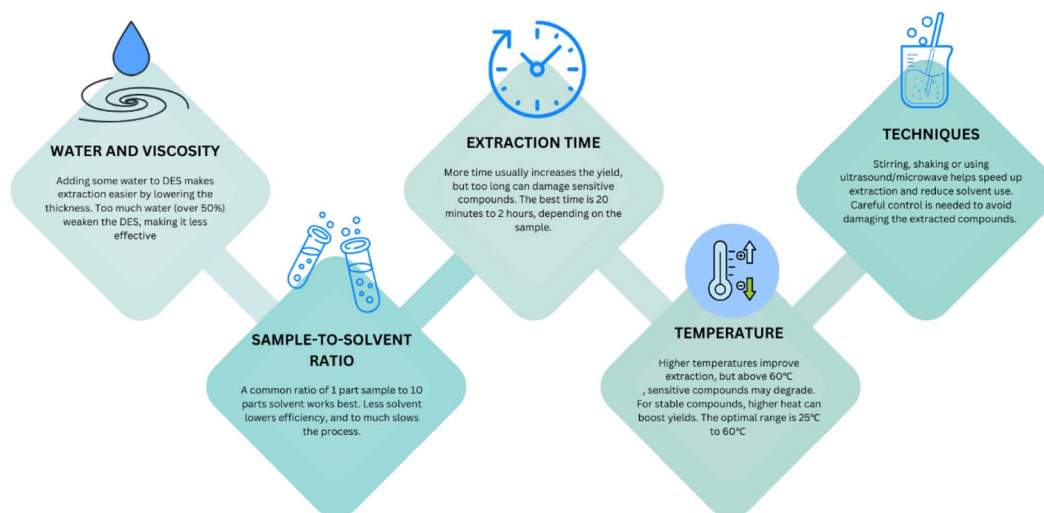 WATER AND VISCOSITY
Adding some water to DES makes
extraction easier by lowering the
thickness. Too much water (over 50%)
weaken the DES, making it less
effective
SAMPLE-TO-SOLVENT
RATIO
A common ratio of 1 part sample to 10
parts solvent works best. Less solvent
lowers efficiency, and to much slows
the process.
EXTRACTION TIME
More time usually increases the yield,
but too long can damage sensitive
compounds. The best time is 20
minutes to 2 hours, depending on the
sample.
TEMPERATURE
Higher temperatures improve
extraction, but above 60℃
, sensitive compounds may degrade.
For stable compounds, higher heat can
boost yields. The optimal range is 25℃
to 60℃
TECHNIQUES
Stirring, shaking or using
ultrasound/microwave helps speed up
extraction and reduce solvent use.
Careful control is needed to avoid
damaging the extracted compounds.